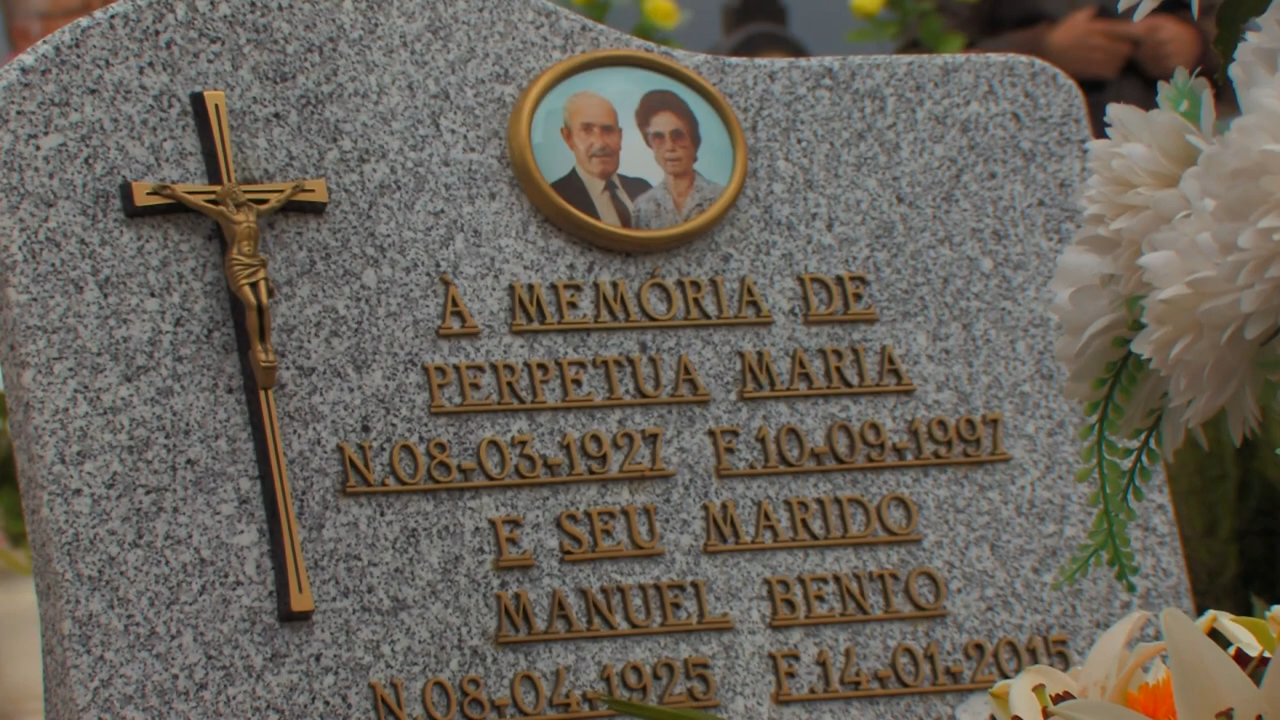 À MEMÓRIA DE
PERPETUA MARIA
N.08-03-1927 F.10-09-1997
E SEU MARIDO
MANUEL BENTO
N.08-04-1925 F.14-01-2015